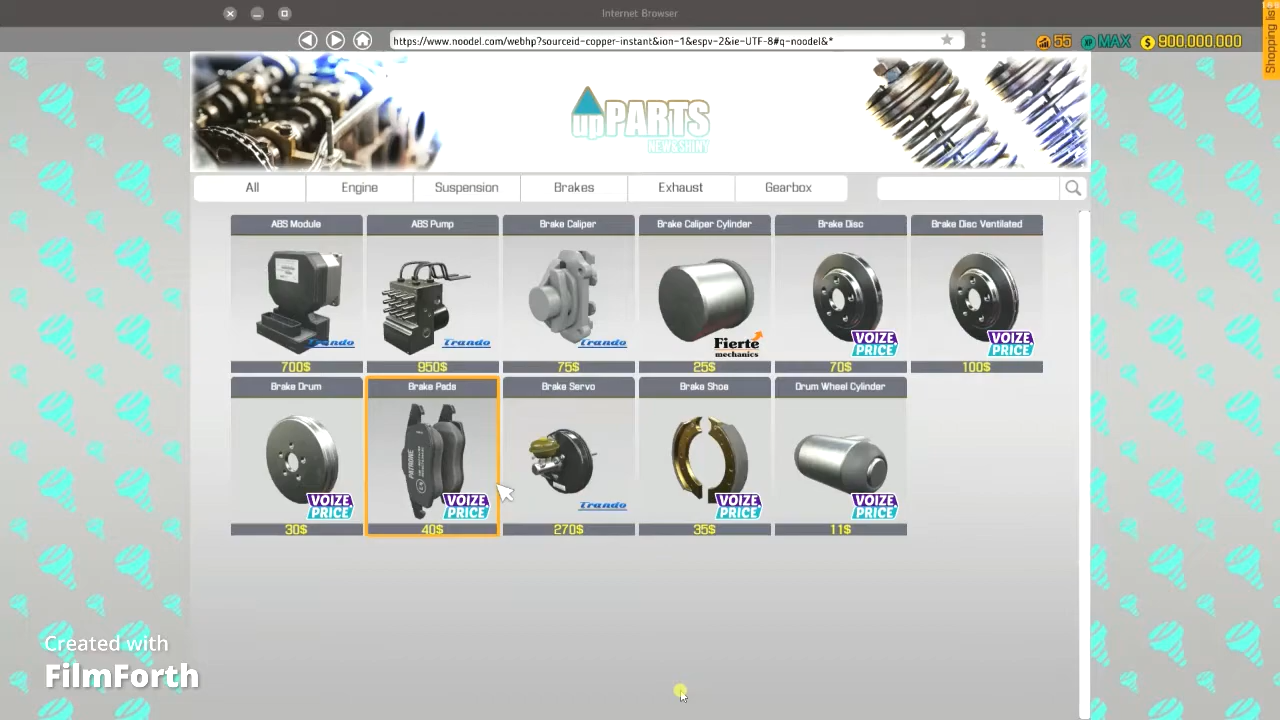 Internet Browser
https://www.noodel.com/webhp?sourceid-copper-instant&ion-1&espv-2&ie-UTF-8#q-noodel&*
55 XP MAX $ 900,000,000
Shopping list
upPARTS
NEW&SHINY
All Engine Suspension Brakes Exhaust Gearbox
ABS Module ABS Pump Brake Caliper Brake Caliper Cylinder Brake Disc Brake Disc Ventilated
Trando Trando Trando Fierte mechanics VOIZE PRICE VOIZE PRICE
700$ 950$ 75$ 25$ 70$ 100$
Brake Drum Brake Pads Brake Servo Brake Shoe Drum Wheel Cylinder
PATRONE
VOIZE PRICE VOIZE PRICE Trando VOIZE PRICE VOIZE PRICE
30$ 40$ 270$ 35$ 11$
Created with
FilmForth